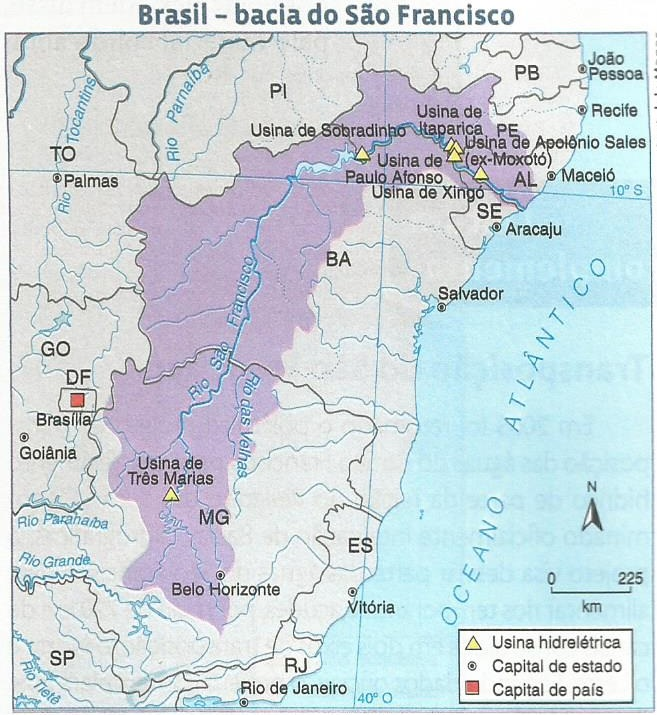 Brasil – bacia do São Francisco
João
Pessoa
PB
PI
Recife
Rio Parnaíba
Rio Tocantins
Usina de
Itaparica
PE
Usina de Sobradinho
Usina de Apolônio Sales
(ex-Moxotó)
Usina de
Paulo Afonso
Usina de Xingó
TO
Palmas
AL
Maceió
10º S
SE
Aracaju
BA
Salvador
Rio São Francisco
OCEANO ATLÂNTICO
GO
DF
Brasília
Goiânia
Rio das Velhas
Usina de
Três Marias
MG
Rio Paranaíba
Rio Grande
ES
Belo Horizonte
Vitória
N
0 225
km
SP
Rio Tietê
RJ
Rio de Janeiro
40º O
Usina hidrelétrica
Capital de estado
Capital de país